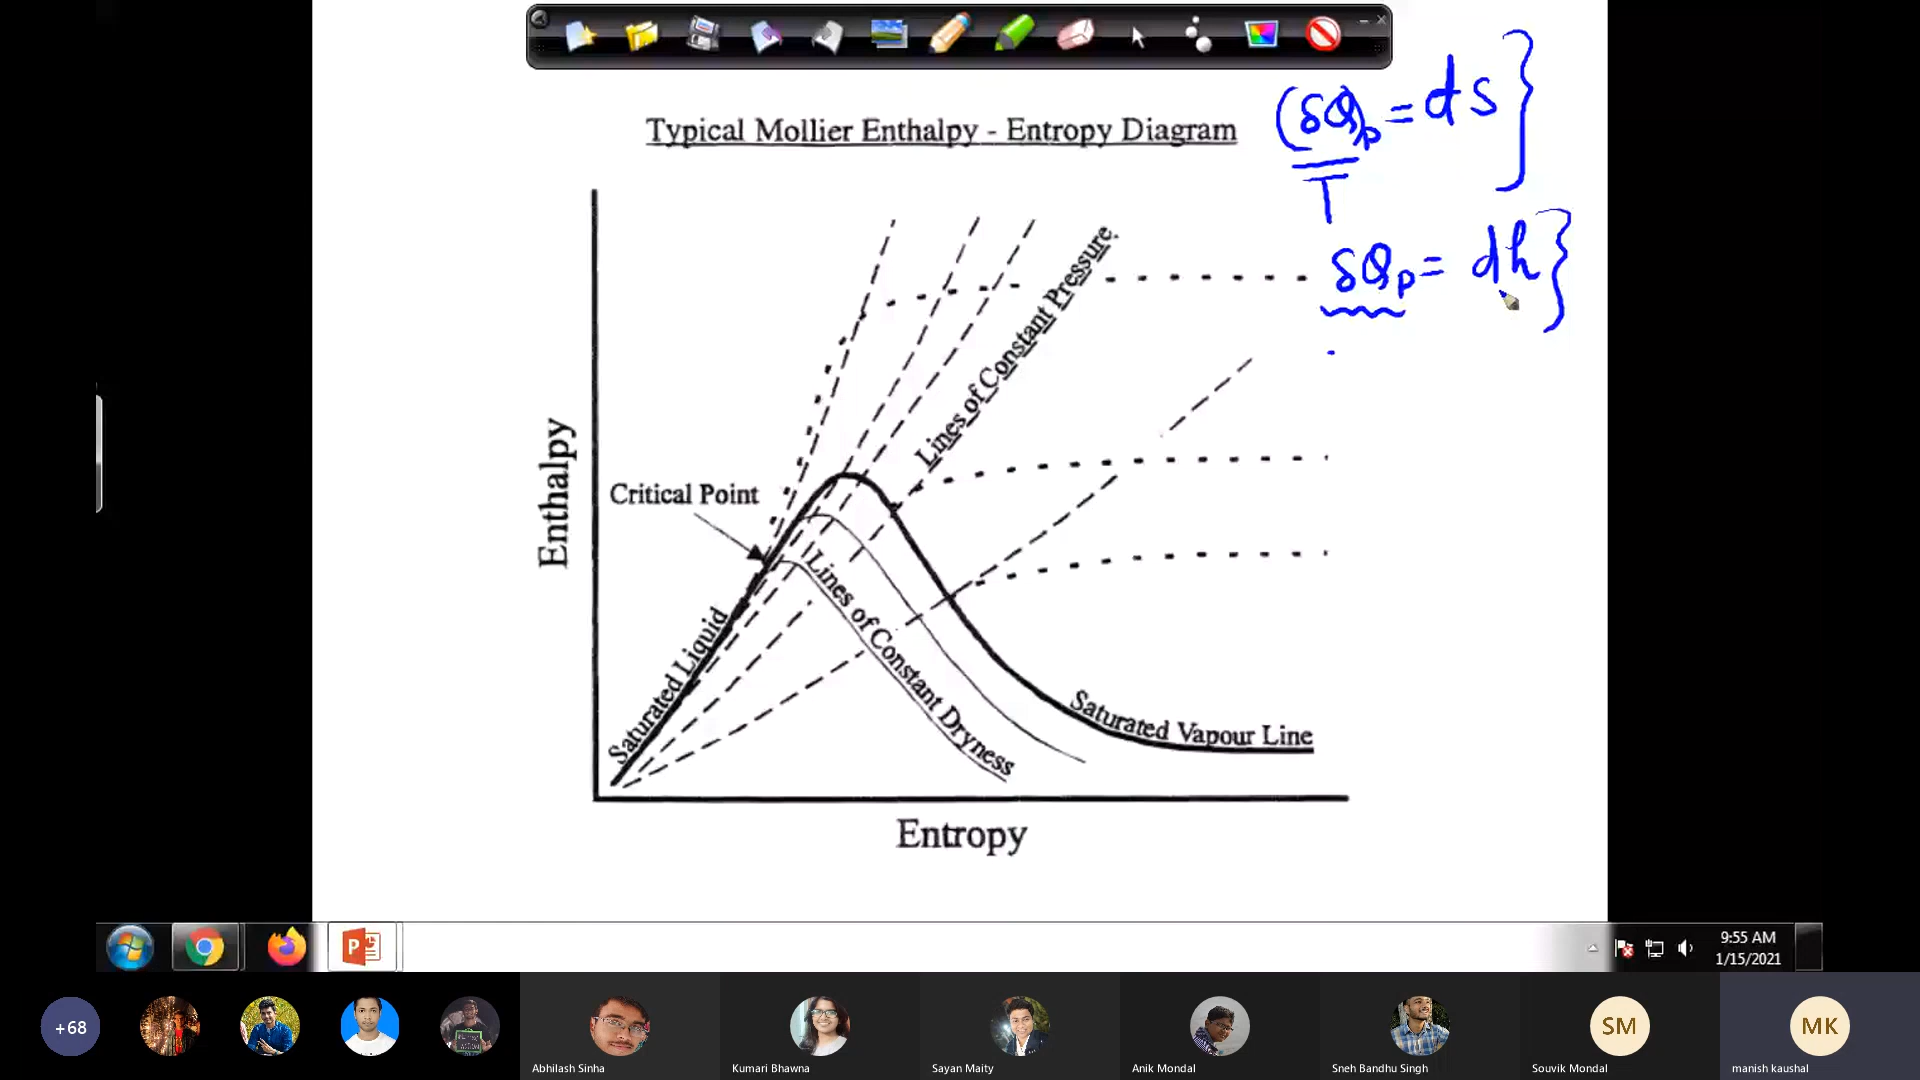 Typical Mollier Enthalpy - Entropy Diagram
(δQ)p = ds
T
δQp = dh
Lines of Constant Pressure
Enthalpy
Critical Point
Saturated Liquid
Lines of Constant Dryness
Saturated Vapour Line
Entropy
9:55 AM
1/15/2021
+68
SM
MK
Abhilash Sinha
Kumari Bhawna
Sayan Maity
Anik Mondal
Sneh Bandhu Singh
Souvik Mondal
manish kaushal